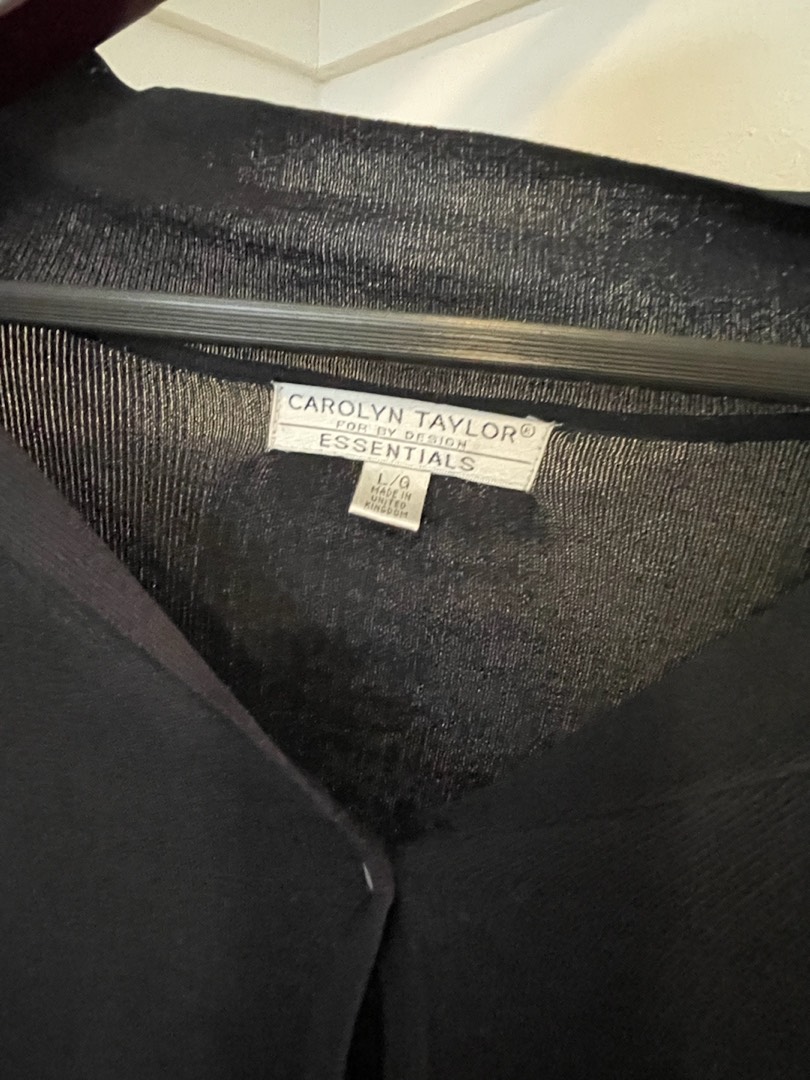 CAROLYN TAYLOR®
FOR BY DESIGN
ESSENTIALS
L/G
MADE IN
UNITED
KINGDOM